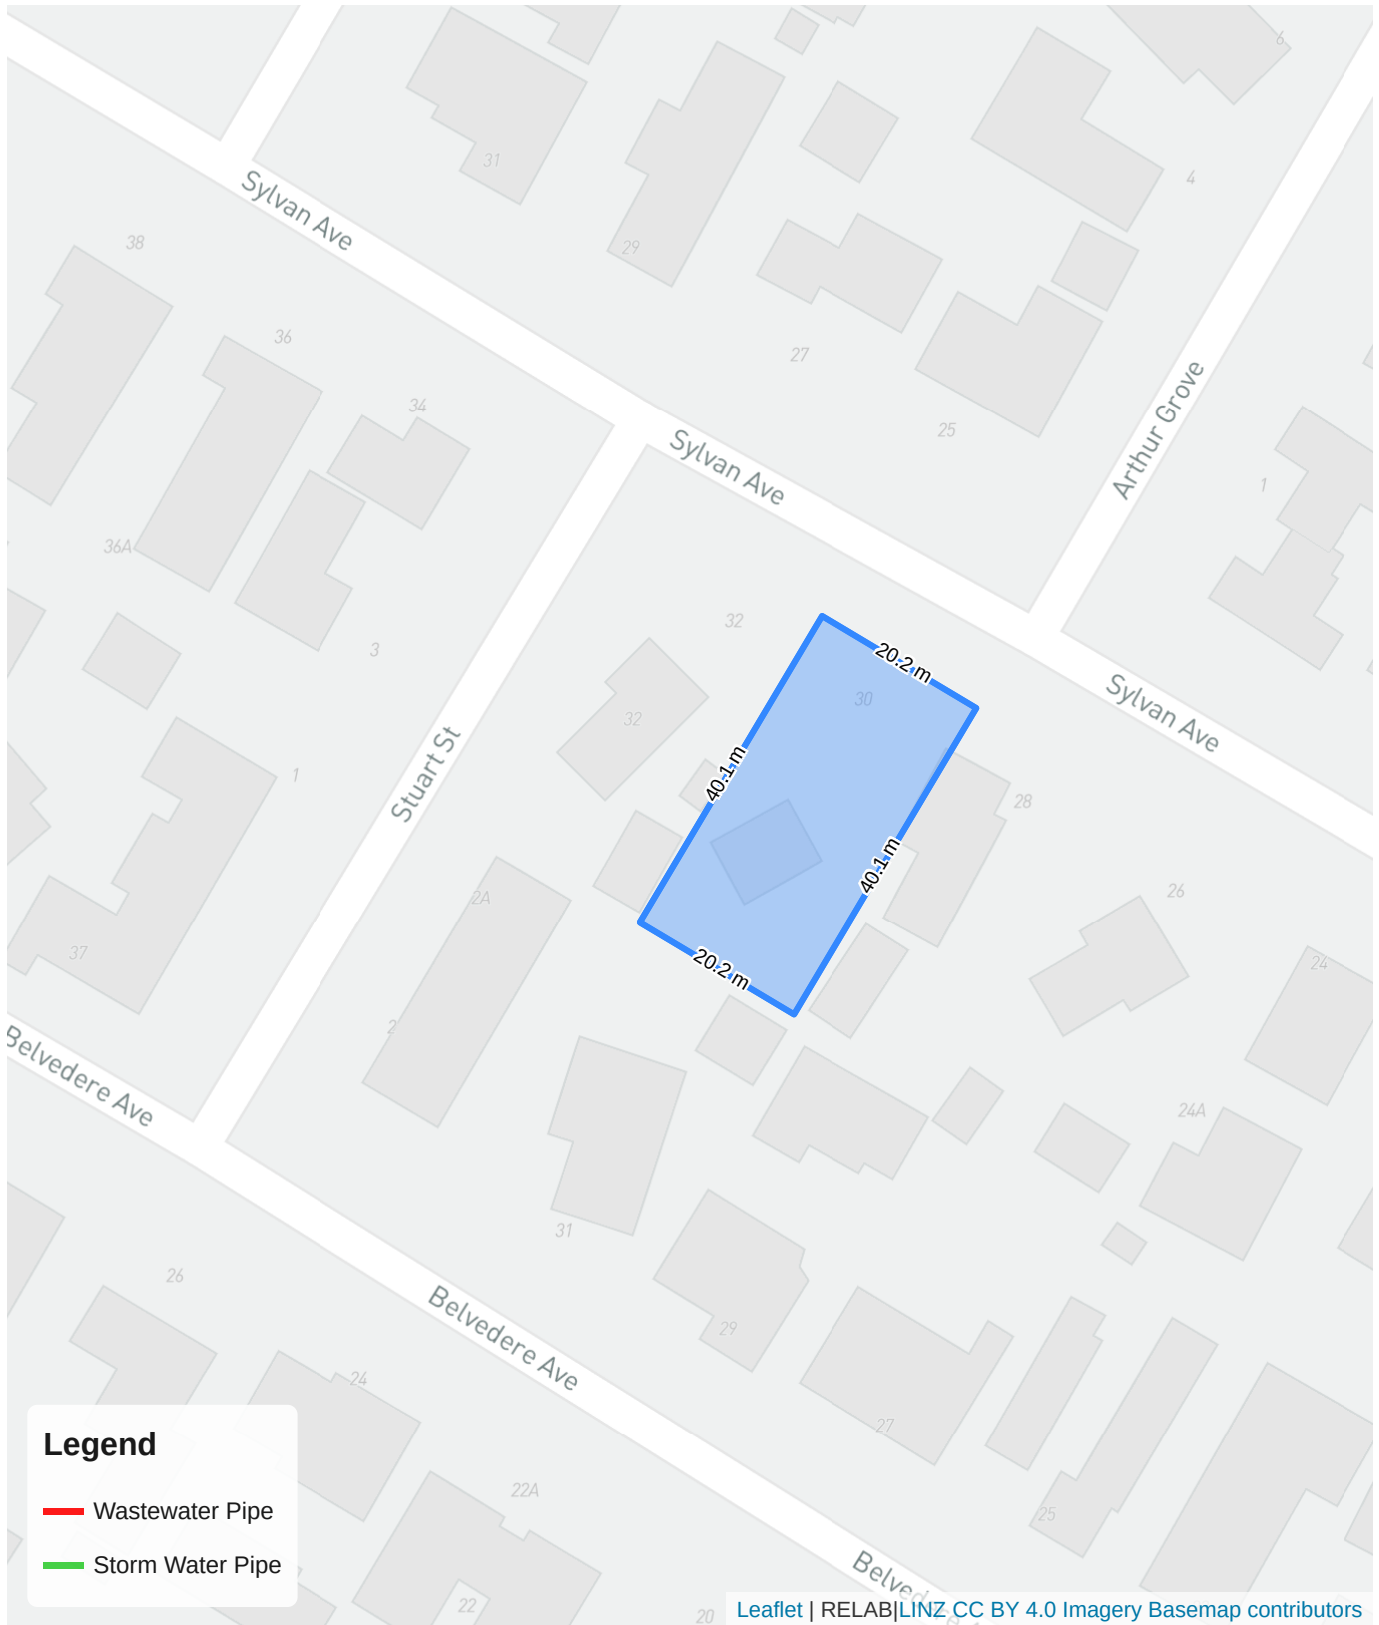 6
31
4
Sylvan Ave
29
38
36
27
34
25
Arthur Grove
Sylvan Ave
1
36A
32
3
20.2 m
30
Sylvan Ave
32
40.1 m
Stuart St
1
28
40.1 m
2A
26
37
20.2 m
24
2
Belvedere Ave
24A
31
26
29
Belvedere Ave
24
27
Legend
22A
Wastewater Pipe
25
Storm Water Pipe
22
20
Leaflet | RELAB|LINZ CC BY 4.0 Imagery Basemap contributors